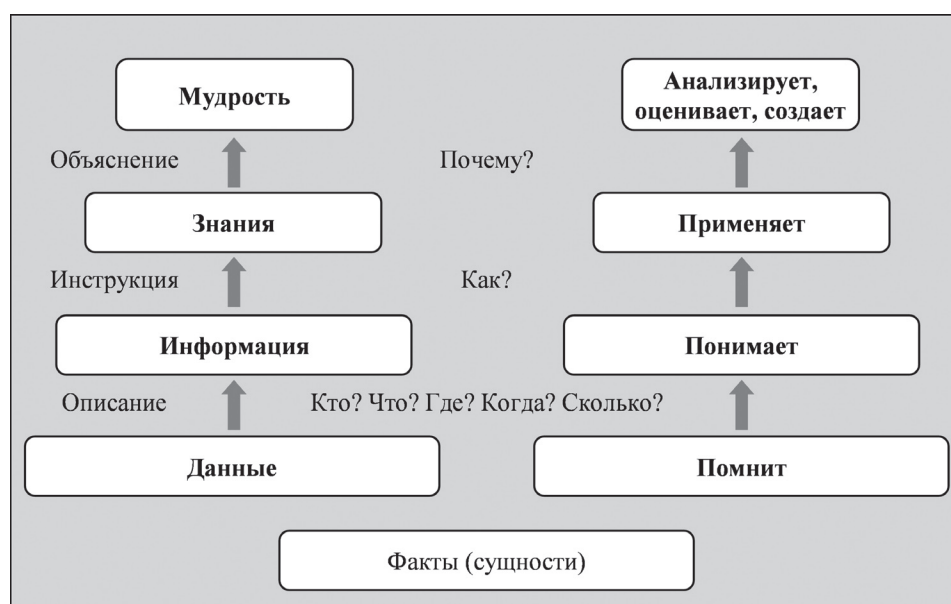 Мудрость
Анализирует,
оценивает, создает
Объяснение
Почему?
Знания
Применяет
Инструкция
Как?
Информация
Понимает
Описание
Кто? Что? Где? Когда? Сколько?
Данные
Помнит
Факты (сущности)